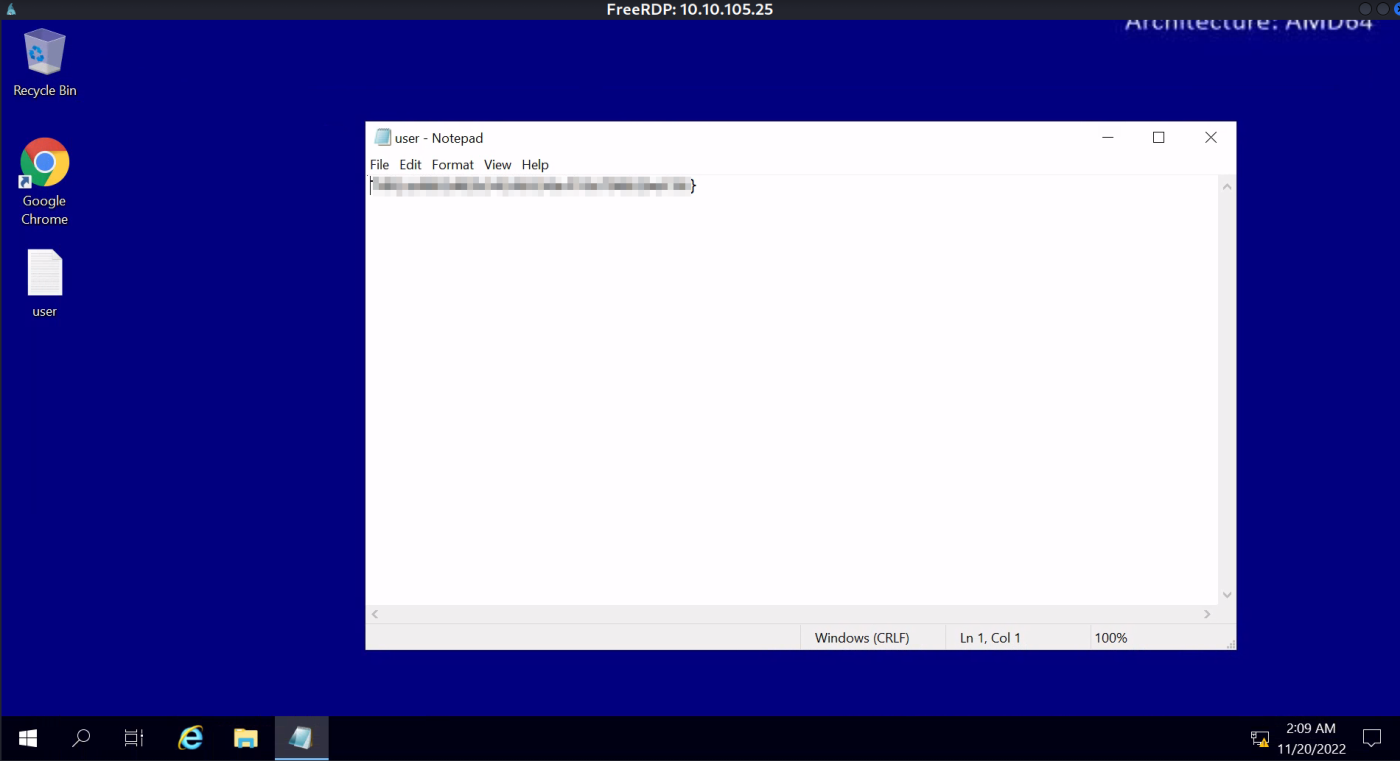 FreeRDP: 10.10.105.25
Architecture: AMD64
Recycle Bin
Google
Chrome
user
user - Notepad
File Edit Format View Help
}
Windows (CRLF)
Ln 1, Col 1
100%
2:09 AM
11/20/2022